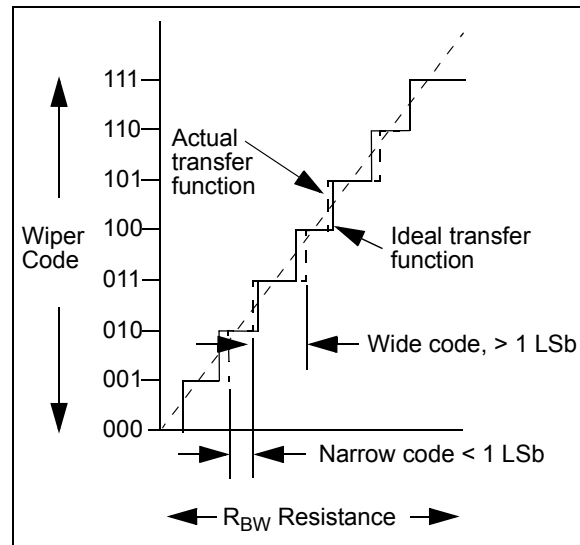 111
110
Actual
transfer
function
101
Wiper
Code
100
Ideal transfer
function
011
010
Wide code, > 1 LSb
001
000
Narrow code < 1 LSb
RBW Resistance